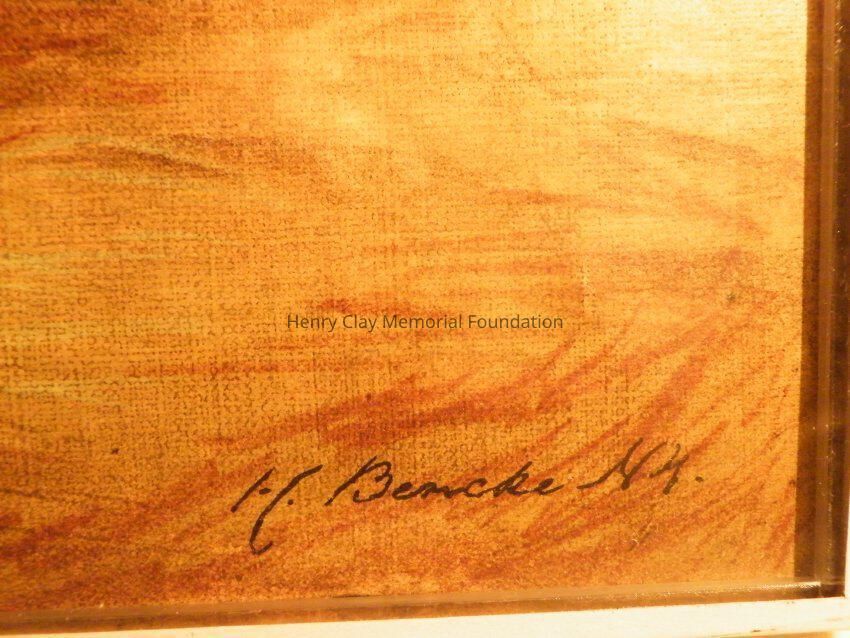 Henry Clay Memorial Foundation
H. Bencke N.Y.